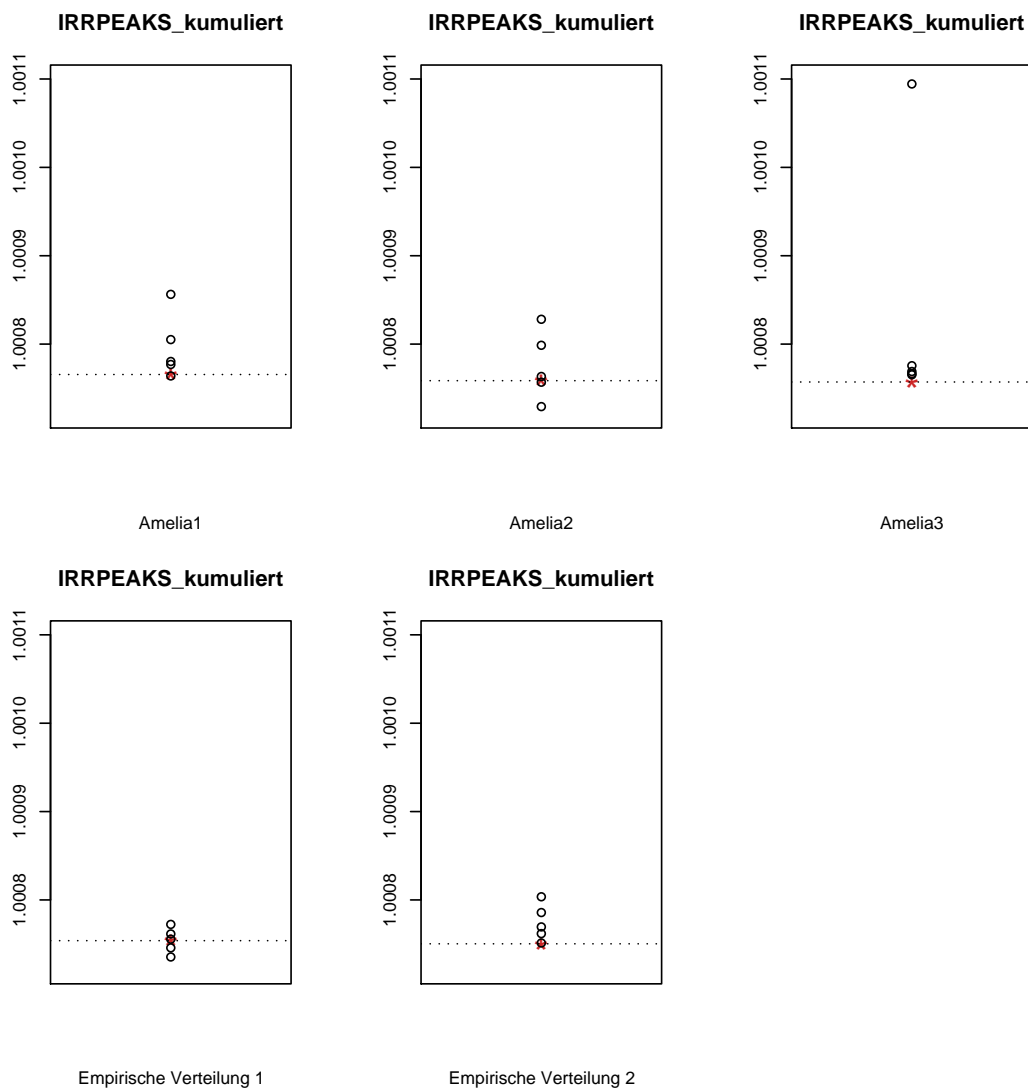 IRRPEAKS_kumuliert
1.0011
1.0010
1.0009
1.0008
Amelia1
IRRPEAKS_kumuliert
1.0011
1.0010
1.0009
1.0008
Amelia2
IRRPEAKS_kumuliert
1.0011
1.0010
1.0009
1.0008
Amelia3
IRRPEAKS_kumuliert
1.0011
1.0010
1.0009
1.0008
Empirische Verteilung 1
IRRPEAKS_kumuliert
1.0011
1.0010
1.0009
1.0008
Empirische Verteilung 2